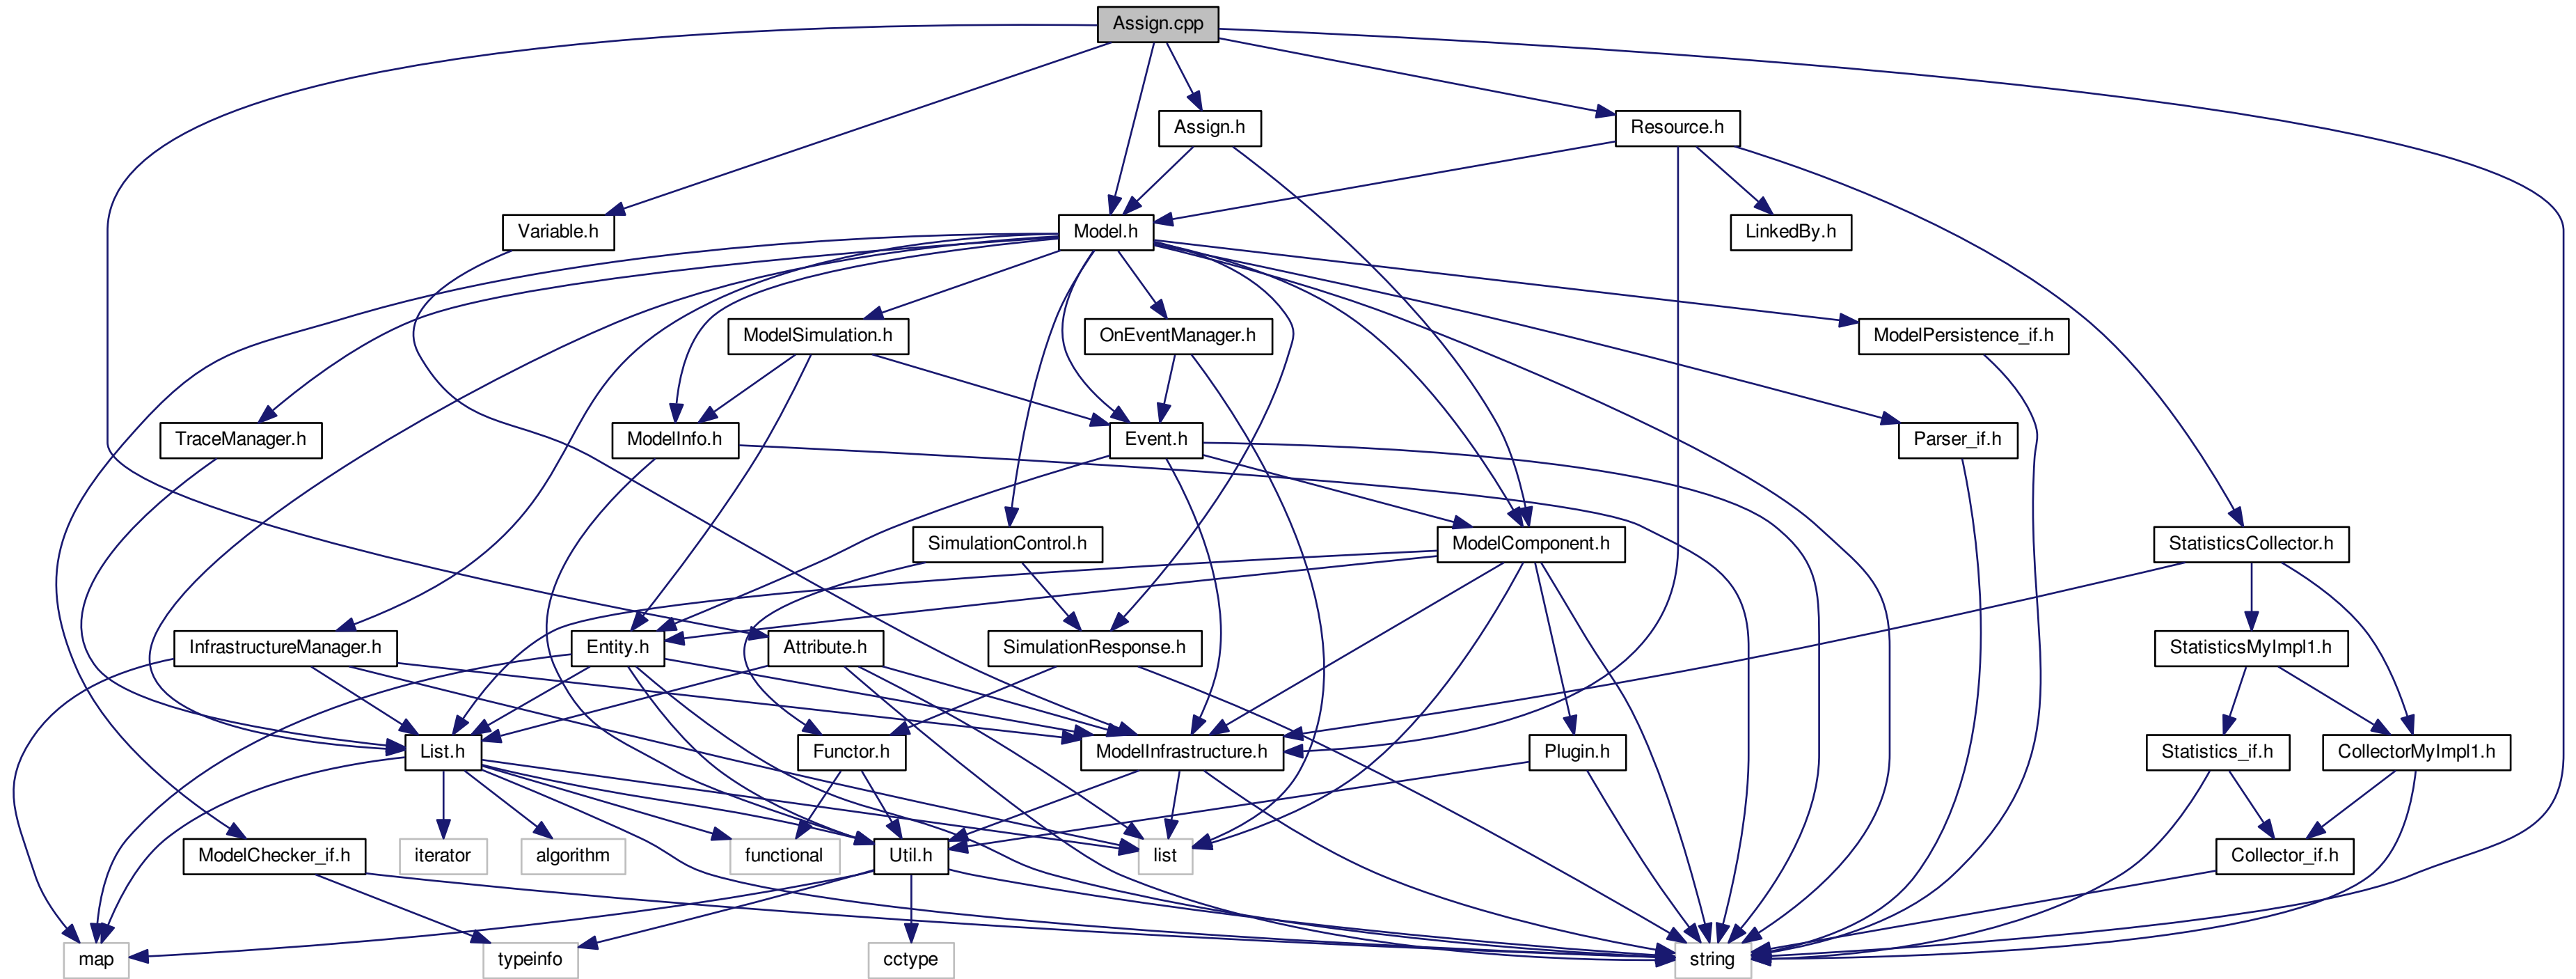 Assign.cpp
Assign.h
Resource.h
Variable.h
Model.h
LinkedBy.h
ModelSimulation.h
OnEventManager.h
ModelPersistence_if.h
TraceManager.h
ModelInfo.h
Event.h
Parser_if.h
SimulationControl.h
ModelComponent.h
StatisticsCollector.h
InfrastructureManager.h
Entity.h
Attribute.h
SimulationResponse.h
StatisticsMyImpl1.h
List.h
Functor.h
ModelInfrastructure.h
Plugin.h
Statistics_if.h
CollectorMyImpl1.h
ModelChecker_if.h
iterator
algorithm
functional
Util.h
list
Collector_if.h
map
typeinfo
cctype
string